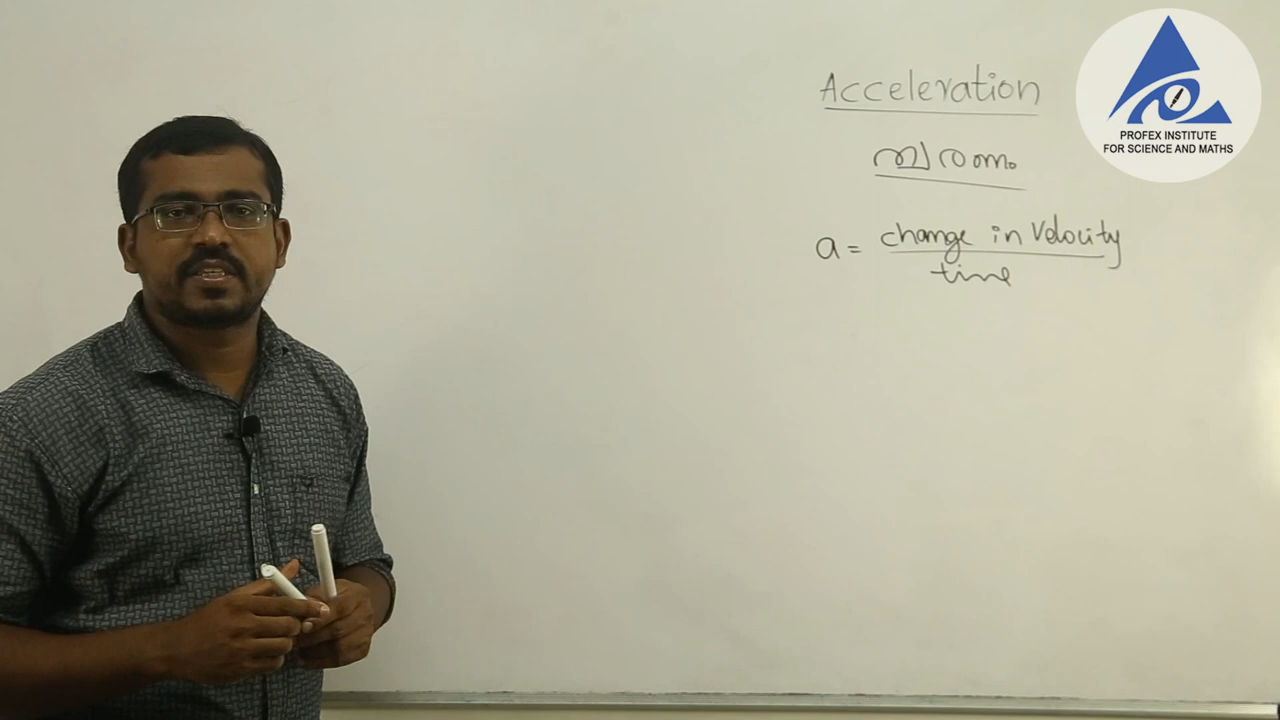 Acceleration
ത്വരണം
a = change in velocity
time
PROFEX INSTITUTE
FOR SCIENCE AND MATHS